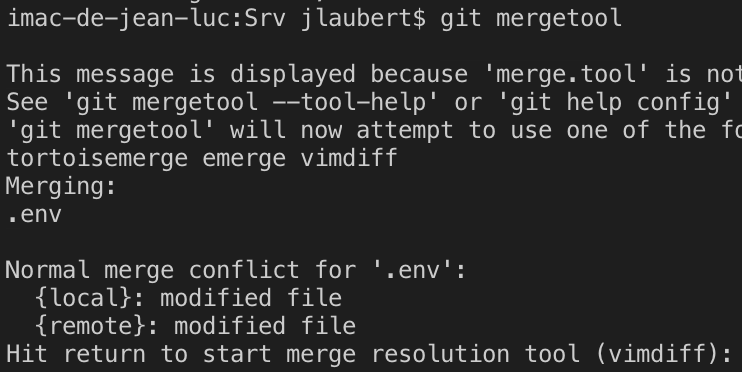 imac-de-jean-luc:Srv jlaubert$ git mergetool
This message is displayed because 'merge.tool' is not
See 'git mergetool --tool-help' or 'git help config'
'git mergetool' will now attempt to use one of the fo
tortoisemerge emerge vimdiff
Merging:
.env
Normal merge conflict for '.env':
  {local}: modified file
  {remote}: modified file
Hit return to start merge resolution tool (vimdiff):